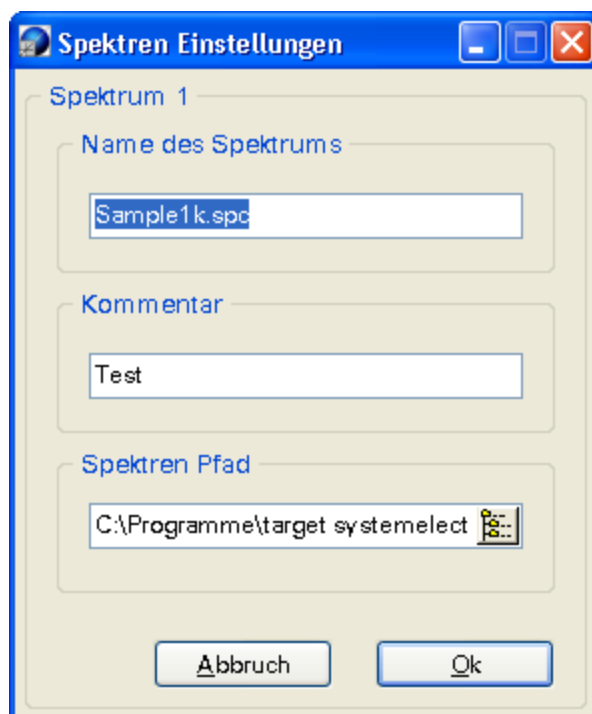 Spektren Einstellungen
Spektrum 1
Name des Spektrums
Sample1k.spc
Kommentar
Test
Spektren Pfad
C:\Programme\target systemelect
Abbruch
Ok